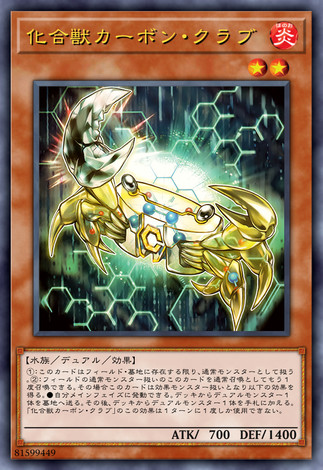 化合獣カーボン・クラブ
ほのお
炎
【水族／デュアル／効果】
①：このカードはフィールド・墓地に存在する限り、通常モンスターとして扱う。②：フィールドの通常モンスター扱いのこのカードを通常召喚としてもう１度召喚できる。その場合このカードは効果モンスター扱いとなり以下の効果を得る。●自分メインフェイズに発動できる。デッキからデュアルモンスター１体を墓地へ送る。その後、デッキからデュアルモンスター１体を手札に加える。「化合獣カーボン・クラブ」のこの効果は１ターンに１度しか使用できない。
ATK/ 700 DEF/1400
81599449